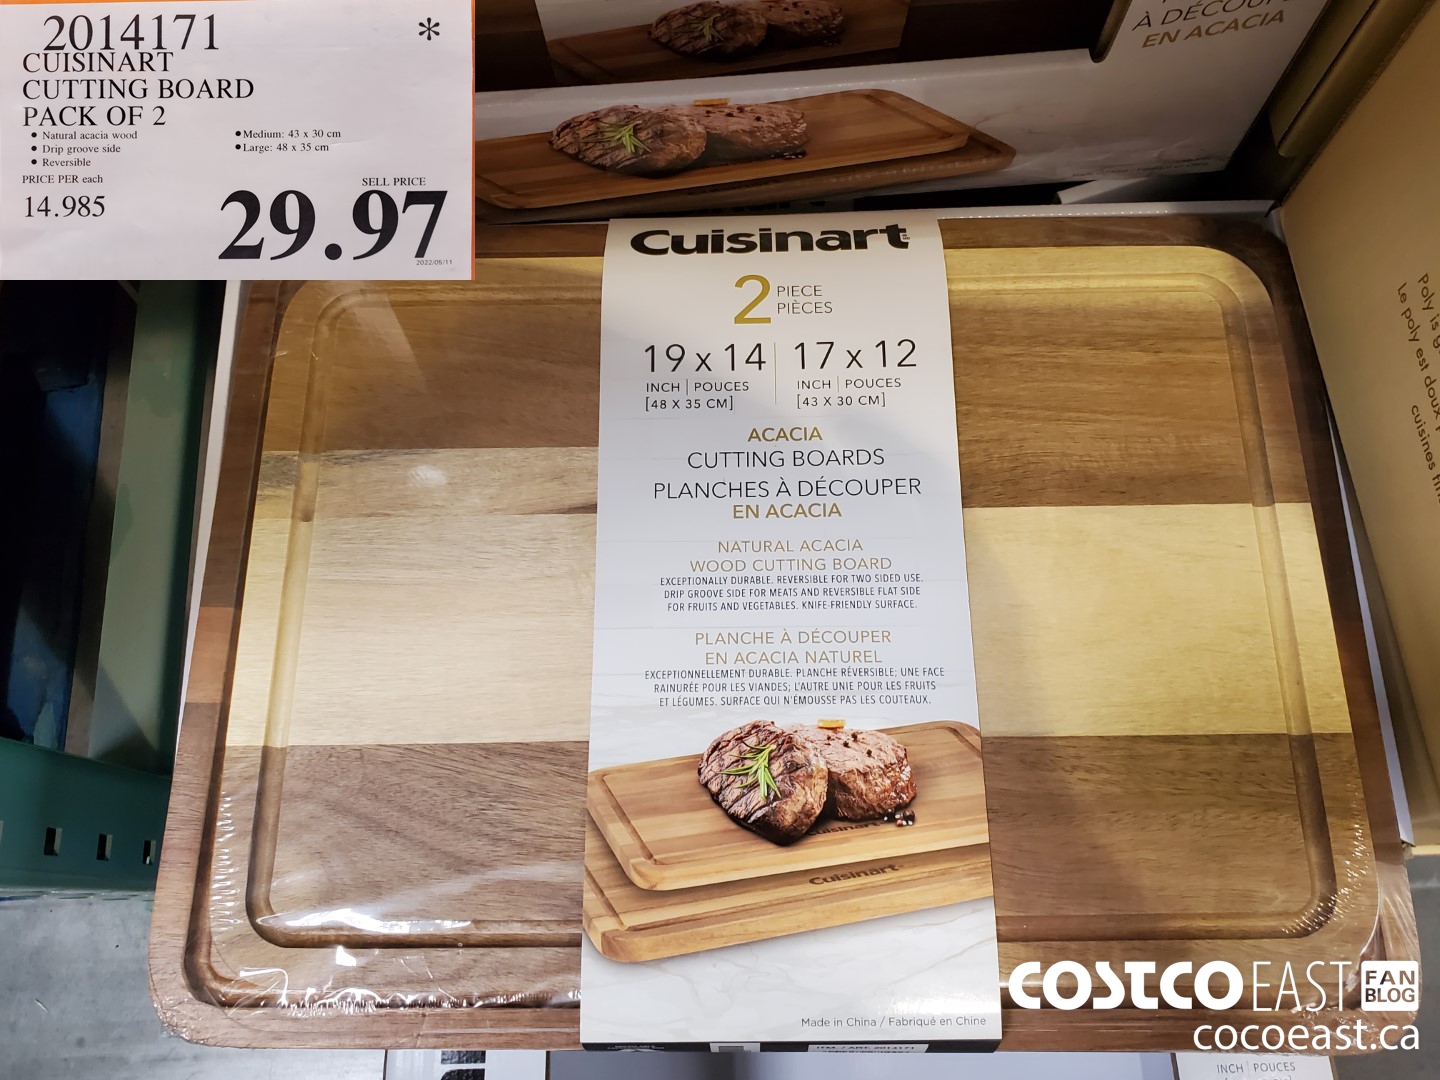 2014171 *
CUISINART
CUTTING BOARD
PACK OF 2
• Natural acacia wood
• Drip groove side
• Reversible
• Medium: 43 x 30 cm
• Large: 48 x 35 cm
PRICE PER each
14.985
SELL PRICE
29.97
2022/05/11
À DÉCOU
EN ACACIA
Cuisinart
2 PIECE
PIÈCES
19 x 14
INCH | POUCES
[48 X 35 CM]
17 x 12
INCH | POUCES
[43 X 30 CM]
ACACIA
CUTTING BOARDS
PLANCHES À DÉCOUPER
EN ACACIA
NATURAL ACACIA
WOOD CUTTING BOARD
EXCEPTIONALLY DURABLE. REVERSIBLE FOR TWO SIDED USE.
DRIP GROOVE SIDE FOR MEATS AND REVERSIBLE FLAT SIDE
FOR FRUITS AND VEGETABLES. KNIFE-FRIENDLY SURFACE.
PLANCHE À DÉCOUPER
EN ACACIA NATUREL
EXCEPTIONNELLEMENT DURABLE. PLANCHE RÉVERSIBLE; UNE FACE
RAINURÉE POUR LES VIANDES; L'AUTRE UNIE POUR LES FRUITS
ET LÉGUMES. SURFACE QUI N'ÉMOUSSE PAS LES COUTEAUX.
Cuisinart
Cuisinart
Made in China / Fabriqué en Chine
ITM. / ART. 2014171
Poly is g
Le poly est doux
cuisines
INCH | POUCES
COSTCO EAST FAN
BLOG
cocoeast.ca